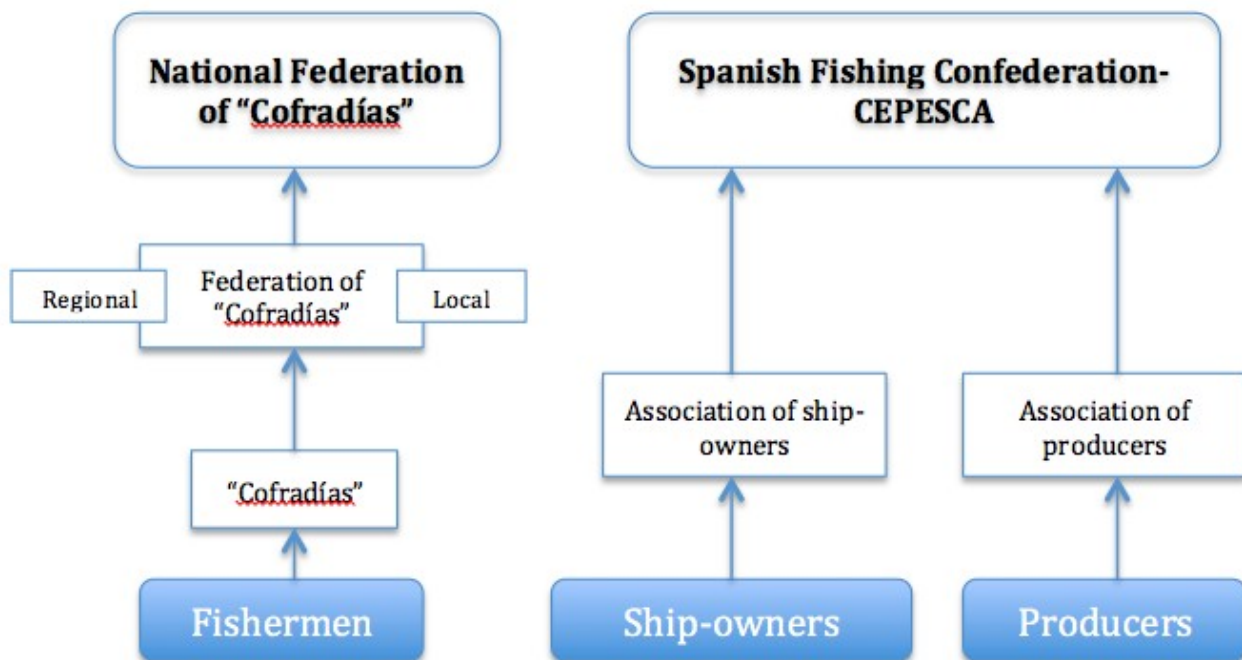 National Federation
of “Cofradías”
Spanish Fishing Confederation-
CEPESCA
Regional
Federation of
“Cofradías”
Local
Association of ship-
owners
Association of
producers
“Cofradías”
Fishermen
Ship-owners
Producers